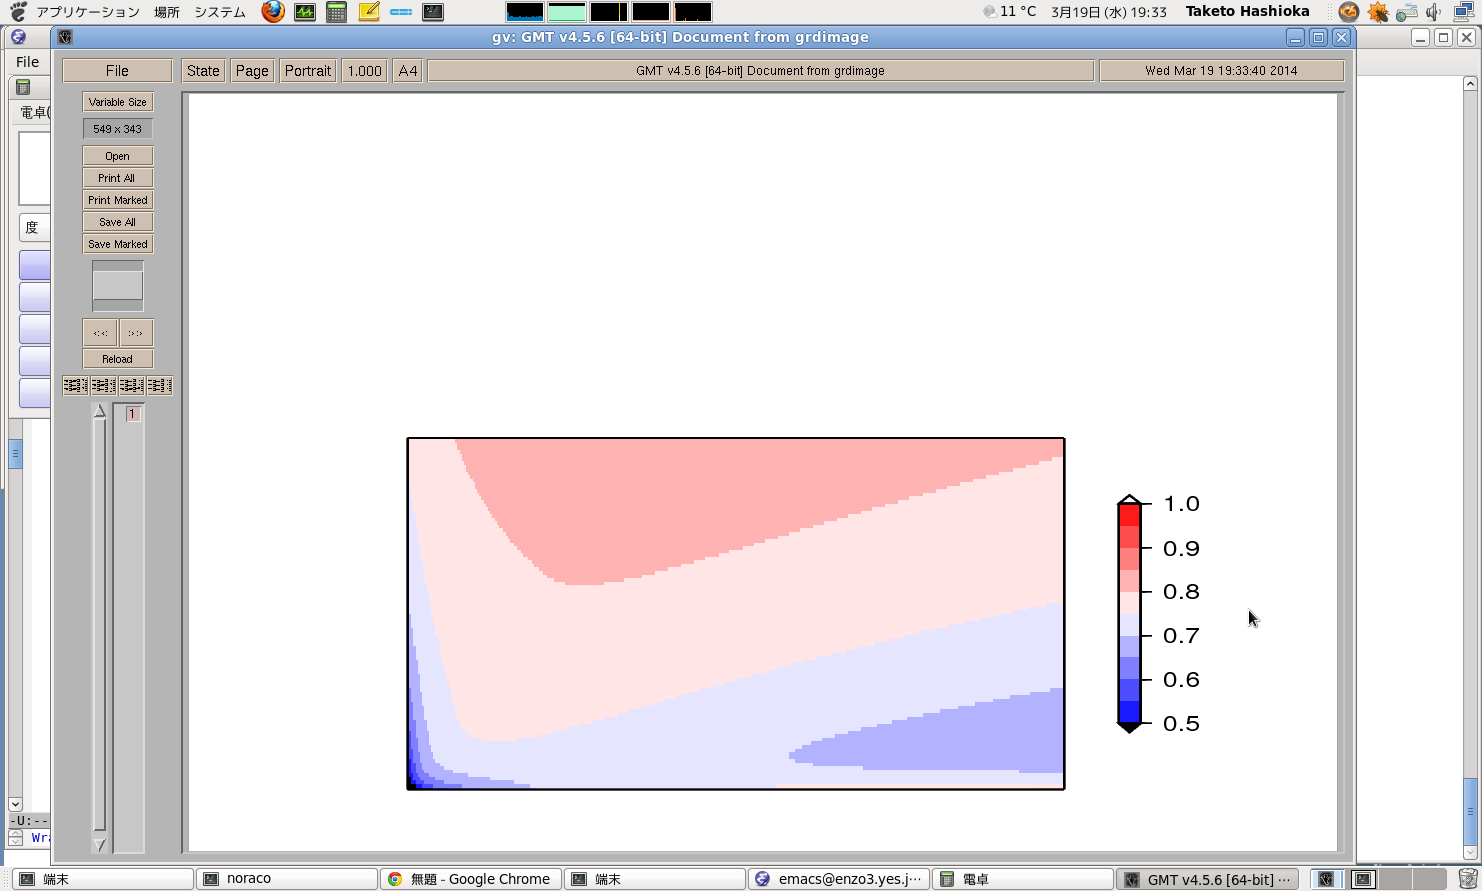 アプリケーション 場所 システム 11 °C 3月19日 (水) 19:33 Taketo Hashioka
gv: GMT v4.5.6 [64-bit] Document from grdimage
File
File State Page Portrait 1.000 A4 GMT v4.5.6 [64-bit] Document from grdimage Wed Mar 19 19:33:40 2014
Variable Size
電卓(
549 x 343
Open
Print All
Print Marked
Save All
度
Save Marked
<< >>
Reload
1
1.0
0.9
0.8
0.7
0.6
0.5
-U:--
Wra
端末 noraco 無題 - Google Chrome 端末 emacs@enzo3.yes.j… 電卓 GMT v4.5.6 [64-bit] …